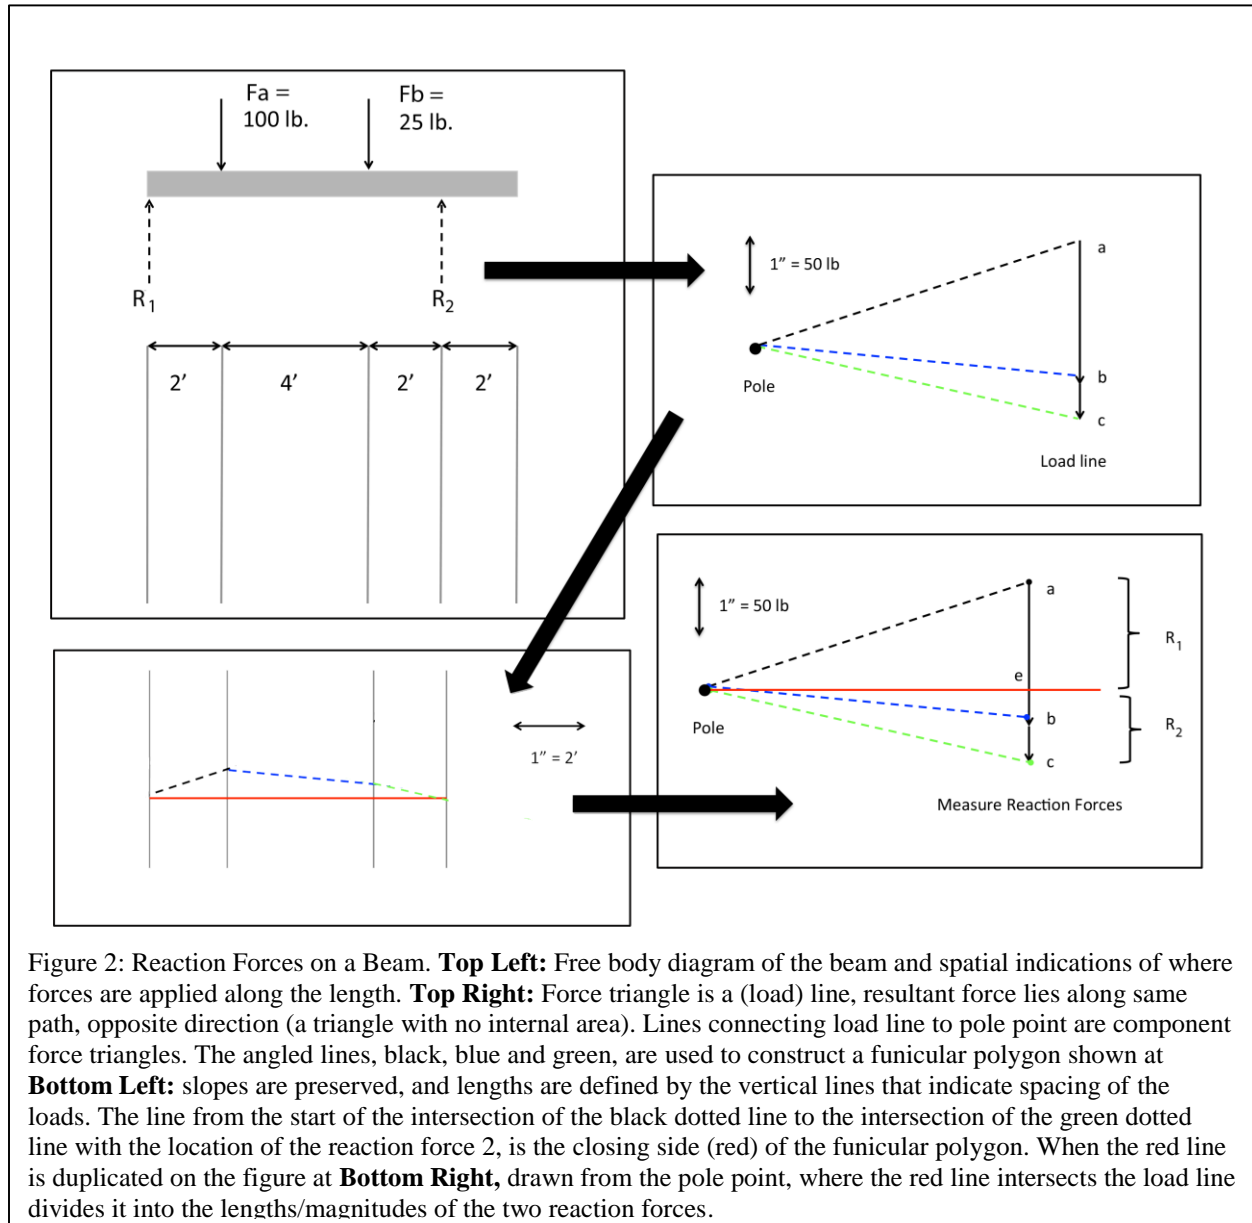 Fa =
100 lb.
Fb =
25 lb.
R1
R2
2'
4'
2'
2'
1” = 50 lb
Pole
a
b
c
Load line
1” = 2'
1” = 50 lb
Pole
a
e
b
c
R1
R2
Measure Reaction Forces
Figure 2: Reaction Forces on a Beam. Top Left: Free body diagram of the beam and spatial indications of where
forces are applied along the length. Top Right: Force triangle is a (load) line, resultant force lies along same
path, opposite direction (a triangle with no internal area). Lines connecting load line to pole point are component
force triangles. The angled lines, black, blue and green, are used to construct a funicular polygon shown at
Bottom Left: slopes are preserved, and lengths are defined by the vertical lines that indicate spacing of the
loads. The line from the start of the intersection of the black dotted line to the intersection of the green dotted
line with the location of the reaction force 2, is the closing side (red) of the funicular polygon. When the red line
is duplicated on the figure at Bottom Right, drawn from the pole point, where the red line intersects the load line
divides it into the lengths/magnitudes of the two reaction forces.